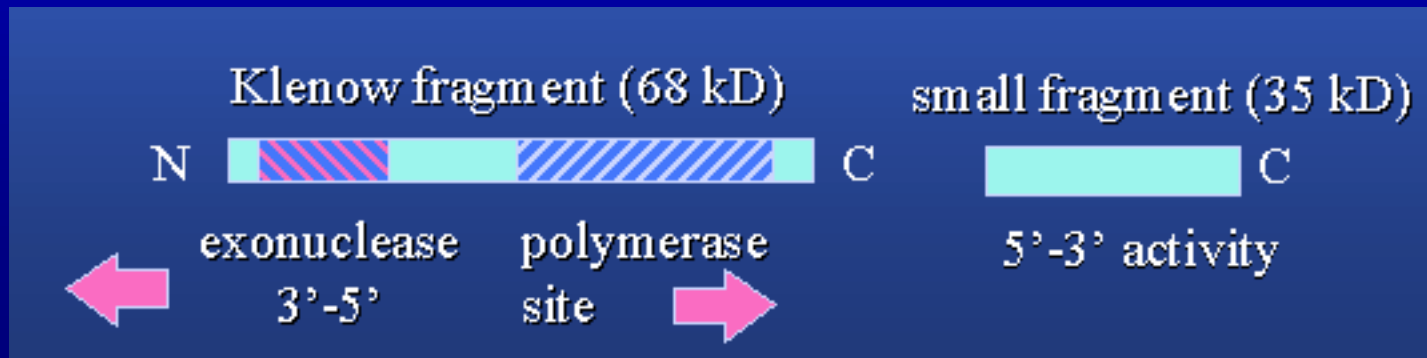 Klenow fragment (68 kD)
small fragment (35 kD)
N
C
C
exonuclease
3’-5’
polymerase
site
5’-3’ activity